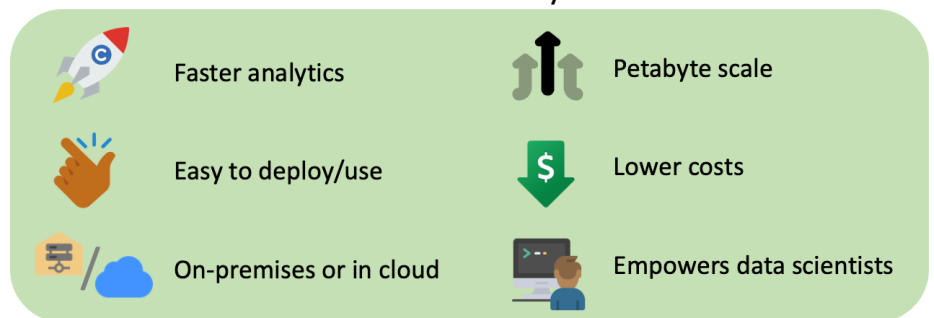 Faster analytics
Petabyte scale
Easy to deploy/use
$
Lower costs
On-premises or in cloud
Empowers data scientists